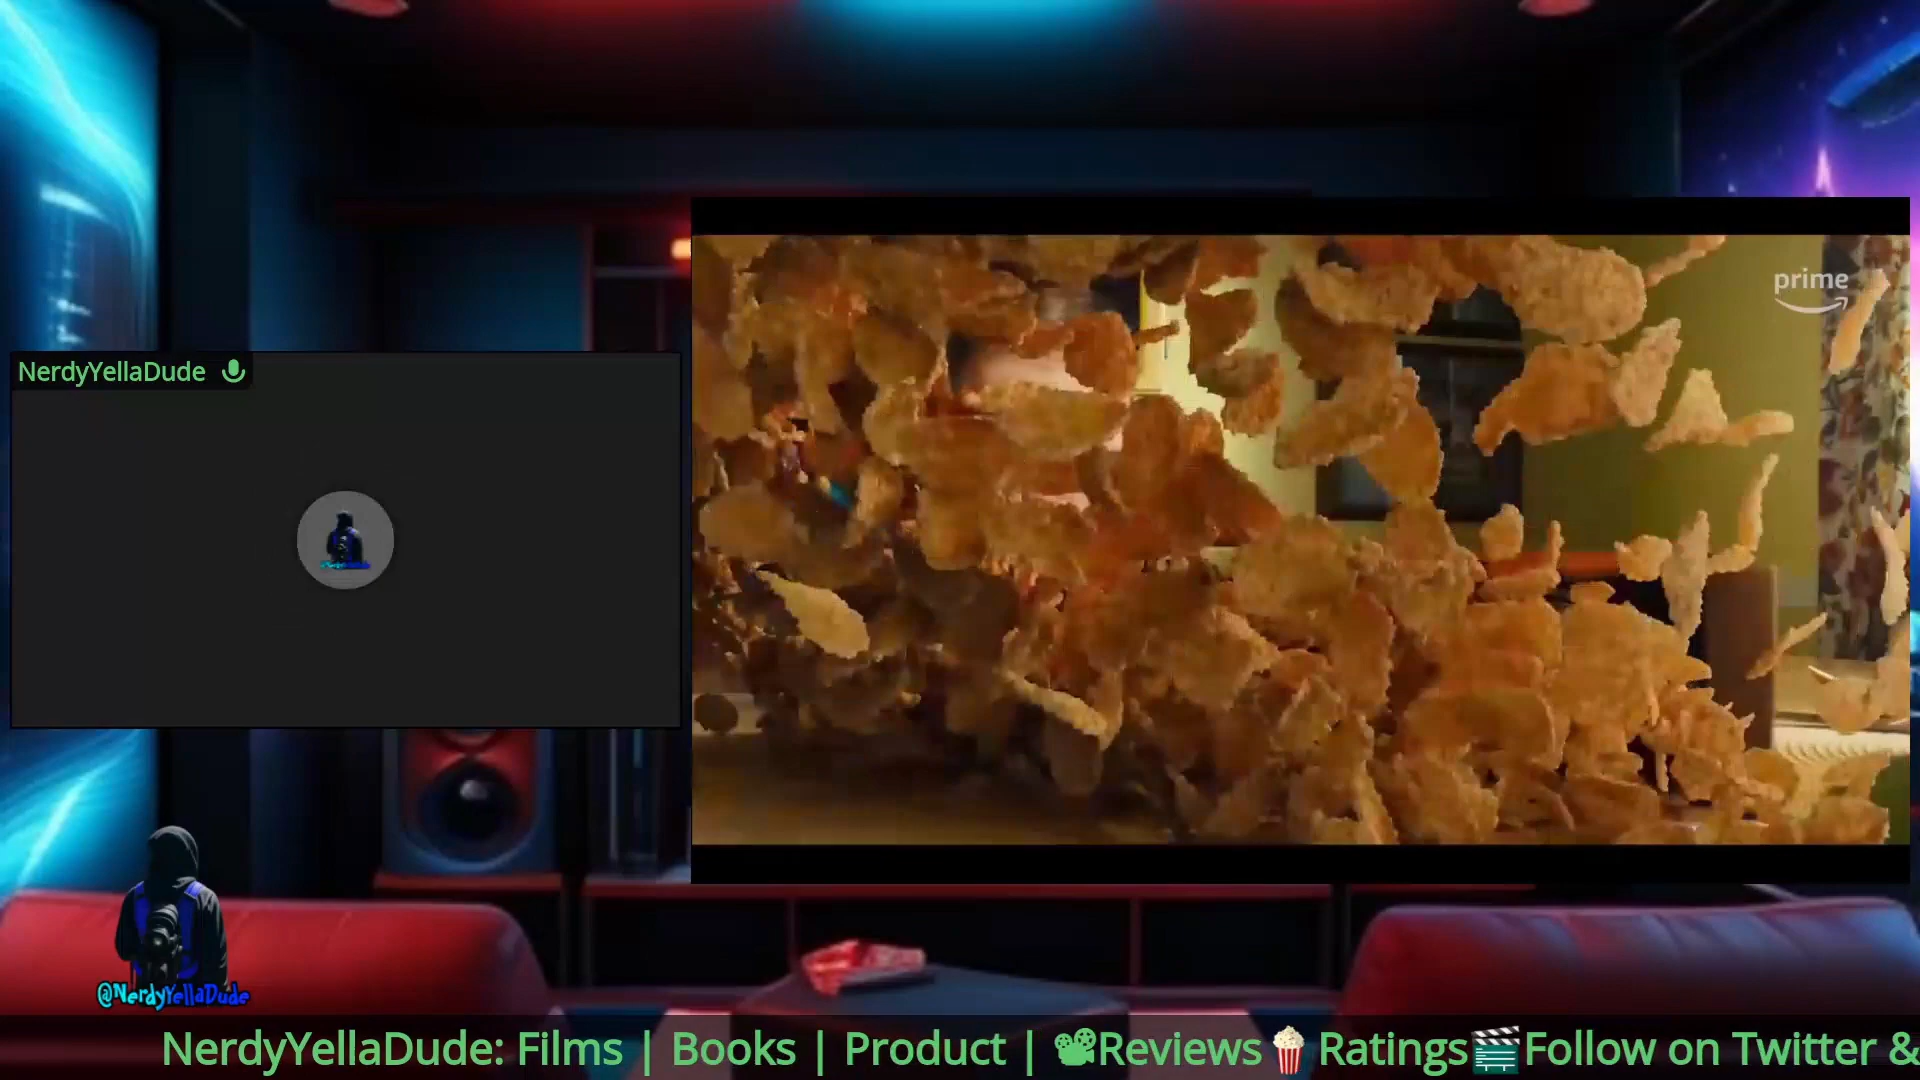 prime
NerdyYellaDude
@NerdyYellaDude
NerdyYellaDude: Films | Books | Product | Reviews Ratings Follow on Twitter &